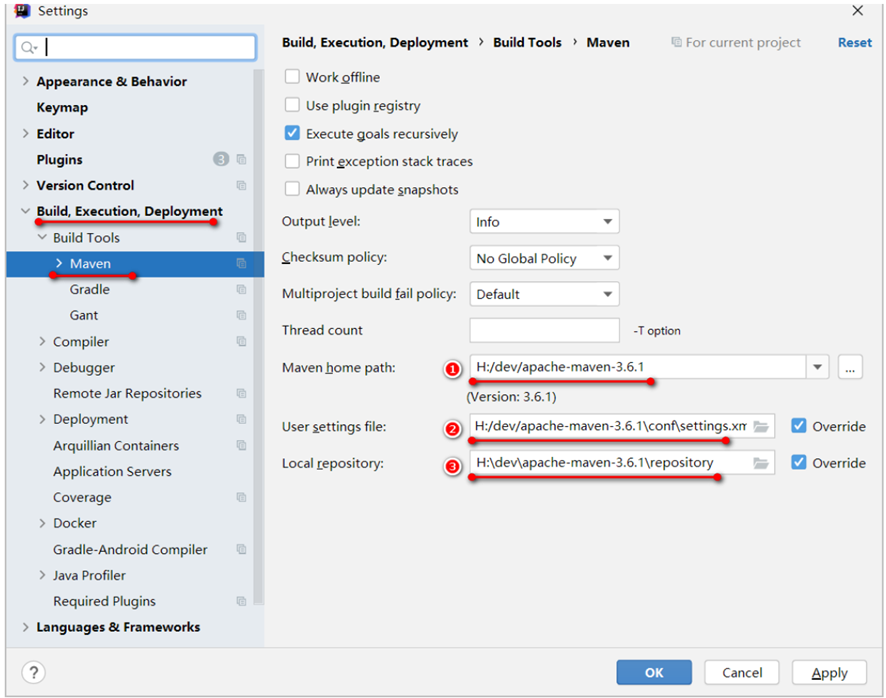 Settings
Build, Execution, Deployment › Build Tools › Maven For current project Reset
Appearance & Behavior
Keymap
Editor
Plugins 3
Version Control
Build, Execution, Deployment
Build Tools
Maven
Gradle
Gant
Compiler
Debugger
Remote Jar Repositories
Deployment
Arquillian Containers
Application Servers
Coverage
Docker
Gradle-Android Compiler
Java Profiler
Required Plugins
Languages & Frameworks
Work offline
Use plugin registry
Execute goals recursively
Print exception stack traces
Always update snapshots
Output level: Info
Checksum policy: No Global Policy
Multiproject build fail policy: Default
Thread count -T option
Maven home path: 1 H:/dev/apache-maven-3.6.1 ...
(Version: 3.6.1)
User settings file: 2 H:/dev/apache-maven-3.6.1\conf\settings.xm Override
Local repository: 3 H:\dev\apache-maven-3.6.1\repository Override
? OK Cancel Apply